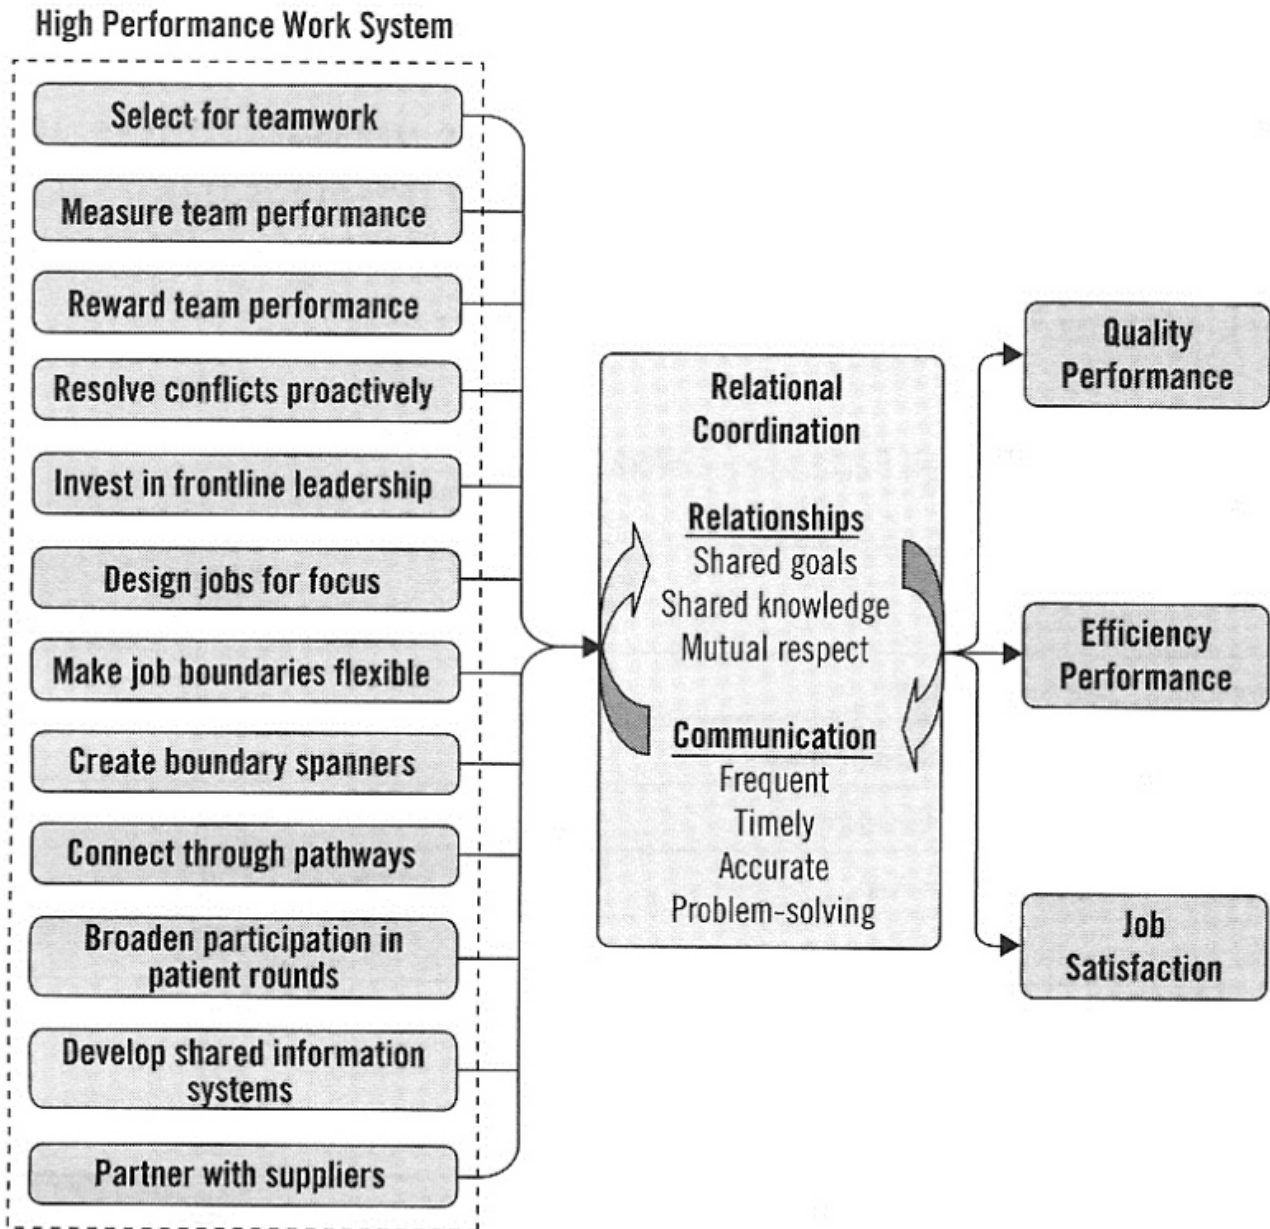 High Performance Work System
Select for teamwork
Measure team performance
Reward team performance
Resolve conflicts proactively
Invest in frontline leadership
Design jobs for focus
Make job boundaries flexible
Create boundary spanners
Connect through pathways
Broaden participation in
patient rounds
Develop shared information
systems
Partner with suppliers
Relational
Coordination
Relationships
Shared goals
Shared knowledge
Mutual respect
Communication
Frequent
Timely
Accurate
Problem-solving
Quality
Performance
Efficiency
Performance
Job
Satisfaction